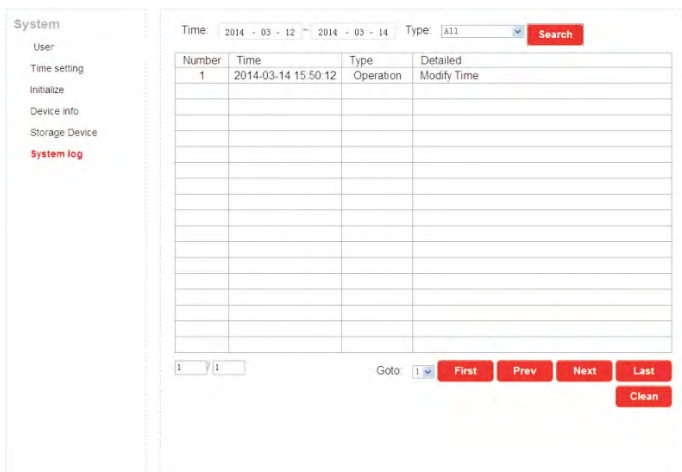 System
User
Time setting
Initialize
Device info
Storage Device
System log
Time: 2014 - 03 - 12 ~ 2014 - 03 - 14 Type: All Search
Number Time Type Detailed
1 2014-03-14 15:50:12 Operation Modify Time
1 / 1 Goto: 1 First Prev Next Last
Clean